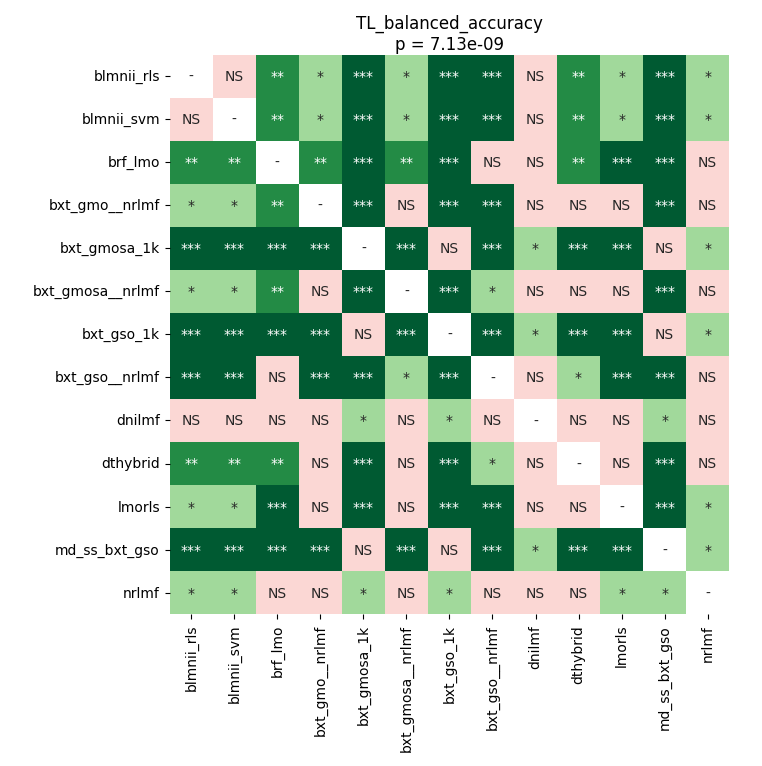 TL_balanced_accuracy
p = 7.13e-09
blmnii_rls - NS ** * *** * *** *** NS ** * *** *
blmnii_svm NS - ** * *** * *** *** NS ** * *** *
brf_lmo ** ** - ** *** ** *** NS NS ** *** *** NS
bxt_gmo__nrlmf * * ** - *** NS *** *** NS NS NS *** NS
bxt_gmosa_1k *** *** *** *** - *** NS *** * *** *** NS *
bxt_gmosa__nrlmf * * ** NS *** - *** * NS NS NS *** NS
bxt_gso_1k *** *** *** *** NS *** - *** * *** *** NS *
bxt_gso__nrlmf *** *** NS *** *** * *** - NS * *** *** NS
dnilmf NS NS NS NS * NS * NS - NS NS * NS
dthybrid ** ** ** NS *** NS *** * NS - NS *** NS
lmorls * * *** NS *** NS *** *** NS NS - *** *
md_ss_bxt_gso *** *** *** *** NS *** NS *** * *** *** - *
nrlmf * * NS NS * NS * NS NS NS * * -
blmnii_rls
blmnii_svm
brf_lmo
bxt_gmo__nrlmf
bxt_gmosa_1k
bxt_gmosa__nrlmf
bxt_gso_1k
bxt_gso__nrlmf
dnilmf
dthybrid
lmorls
md_ss_bxt_gso
nrlmf